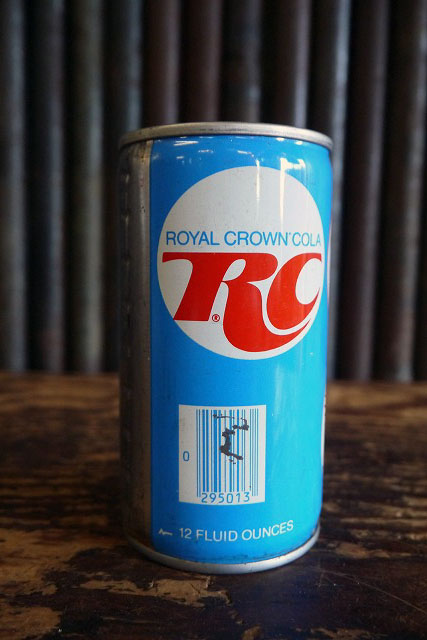 ROYAL CROWN COLA
RC
®
0
295013
12 FLUID OUNCES